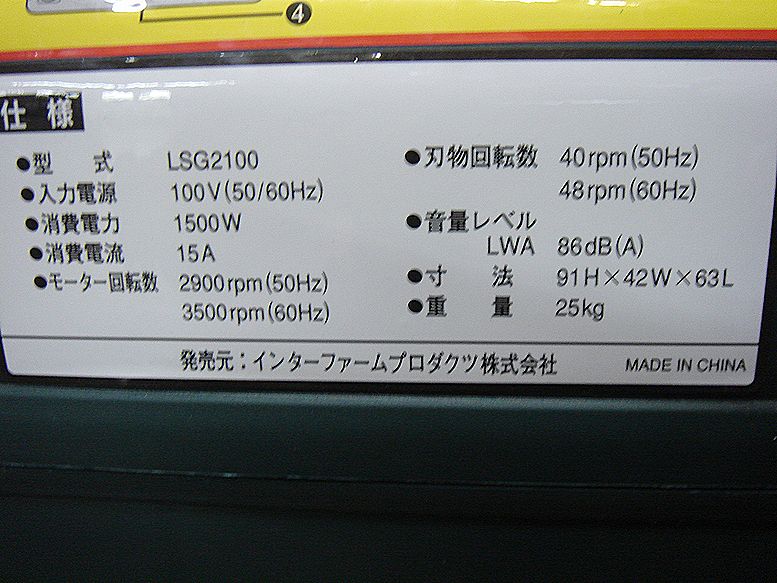 4
仕様
●型 式 LSG2100
●入力電源 100V(50/60Hz)
●消費電力 1500W
●消費電流 15A
●モーター回転数 2900rpm(50Hz)
3500rpm(60Hz)
●刃物回転数 40rpm(50Hz)
48rpm(60Hz)
●音量レベル
LWA 86dB(A)
●寸 法 91H×42W×63L
●重 量 25kg
発売元:インターファームプロダクツ株式会社 MADE IN CHINA